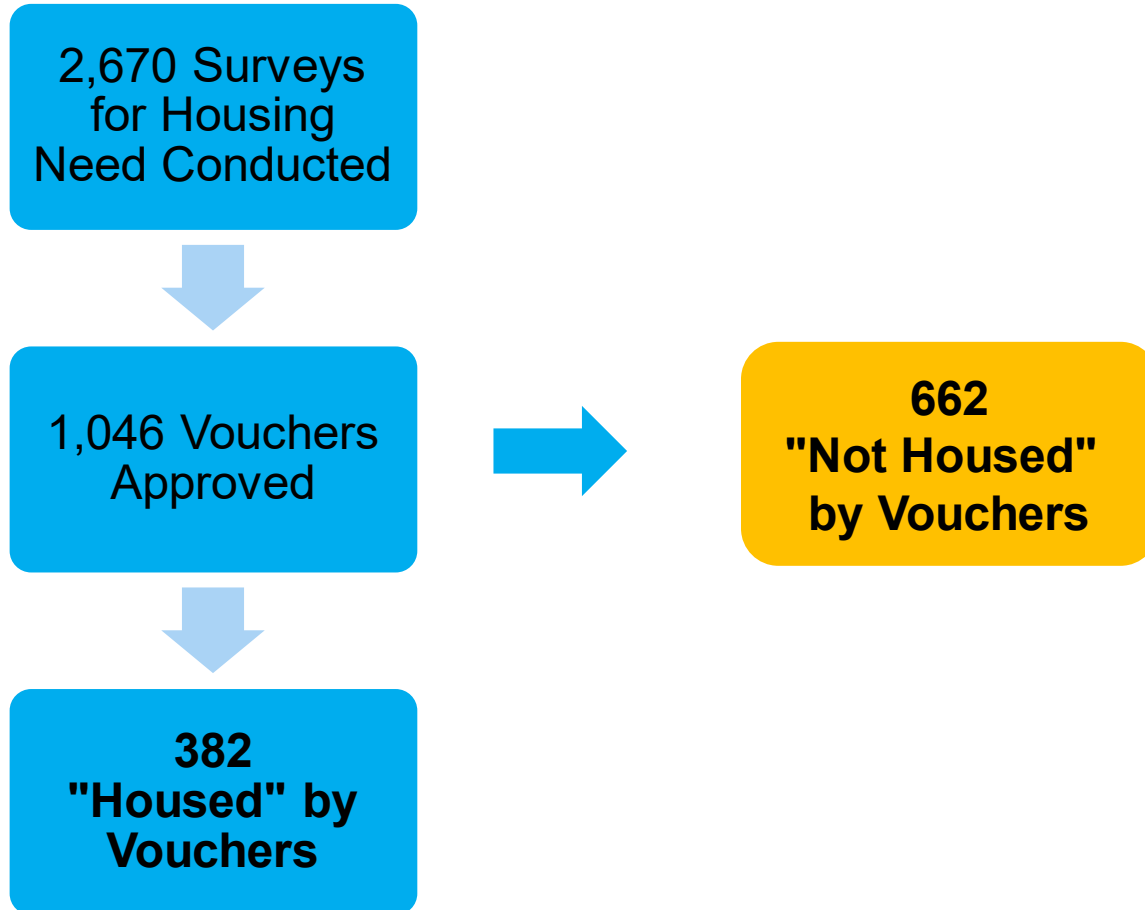 2,670 Surveys
for Housing
Need Conducted
1,046 Vouchers
Approved
662
"Not Housed"
by Vouchers
382
"Housed" by
Vouchers